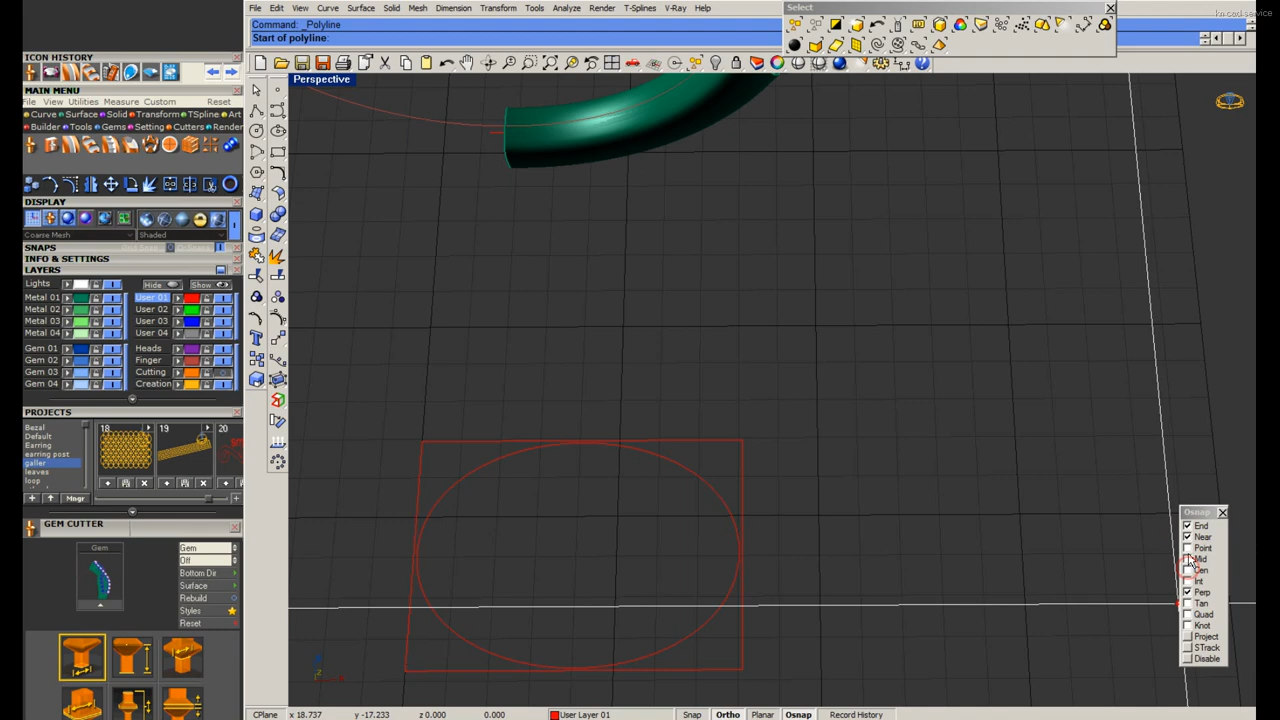 File Edit View Curve Surface Solid Mesh Dimension Transform Tools Analyze Render T-Splines V-Ray Help
Select
kn cad service
Command: _Polyline
Start of polyline:
ICON HISTORY
MAIN MENU
File View Utilities Measure Custom Reset
Curve Surface Solid Transform TSpline Art
Builder Tools Gems Setting Cutters Render
DISPLAY
Coarse Mesh Shaded
SNAPS
INFO & SETTINGS
LAYERS
Lights Hide Show
Metal 01 User 01
Metal 02 User 02
Metal 03 User 03
Metal 04 User 04
Gem 01 Heads
Gem 02 Finger
Gem 03 Cutting
Gem 04 Creation
PROJECTS
Bezal
Default
Earring
earring post
galler
leaves
loop
18 19 20
Mngr
GEM CUTTER
Gem
Gem
Off
Bottom Dir
Surface
Rebuild
Styles
Reset
Perspective
Osnap
End
Near
Point
Mid
Cen
Int
Perp
Tan
Quad
Knot
Project
STrack
Disable
CPlane x 18.737 y -17.233 z 0.000 0.000 User Layer 01 Snap Ortho Planar Osnap Record History